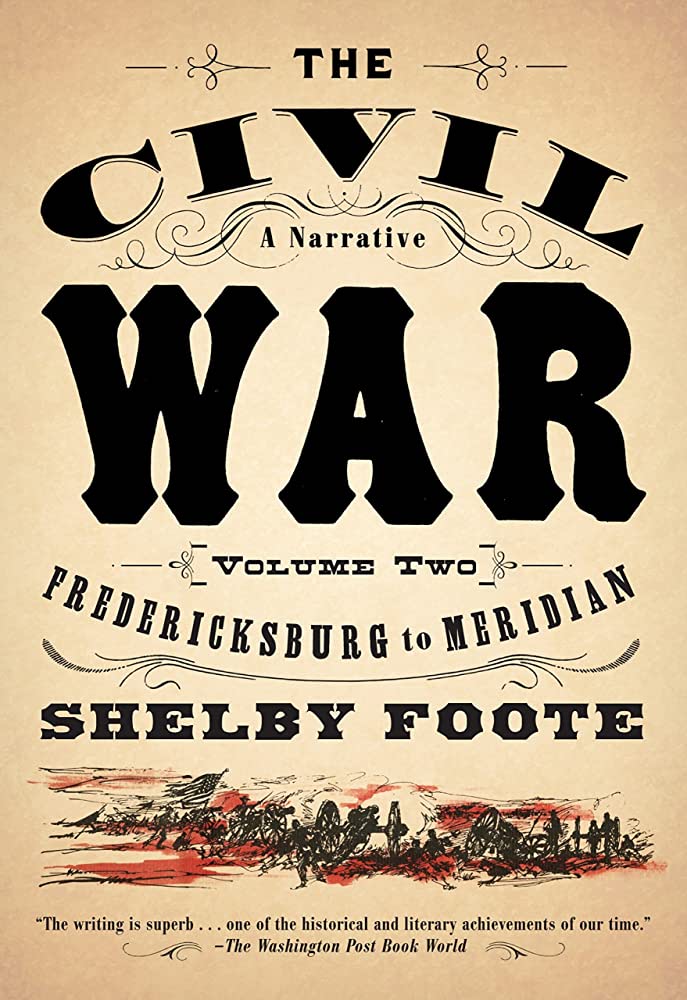 THE
CIVIL
A Narrative
WAR
VOLUME TWO
FREDERICKSBURG to MERIDIAN
SHELBY FOOTE
“The writing is superb . . . one of the historical and literary achievements of our time.”
–The Washington Post Book World